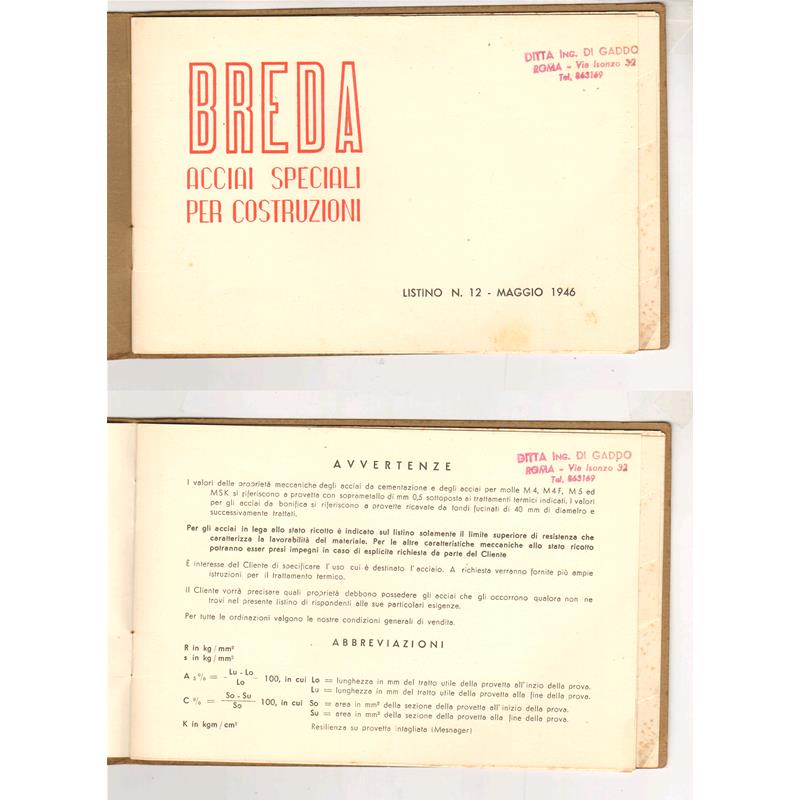 BREDA
ACCIAI SPECIALI
PER COSTRUZIONI
DITTA ING. DI GADDO
ROMA - Via Isonzo 32
Tel. 863169
LISTINO N. 12 - MAGGIO 1946
DITTA ING. DI GADDO
ROMA - Via Isonzo 32
Tel. 863169
AVVERTENZE
I valori delle proprietà meccaniche degli acciai da cementazione e degli acciai per molle M4, M4F, M5 ed
MSK si riferiscono a provetta con soprametallo di mm 0,5 sottoposta ai trattamenti termici indicati. I valori
per gli acciai da bonifica si riferiscono a provette ricavate da tondi fucinati di 40 mm di diametro e
successivamente trattati.
Per gli acciai in lega allo stato ricotto è indicato sul listino solamente il limite superiore di resistenza che
caratterizza la lavorabilità del materiale. Per le altre caratteristiche meccaniche allo stato ricotto
potranno esser presi impegni in caso di esplicita richiesta da parte del Cliente
È interesse del Cliente di specificare l'uso cui è destinato l'acciaio. A richiesta verranno fornite più ampie
istruzioni per il trattamento termico.
Il Cliente vorrà precisare quali proprietà debbono possedere gli acciai che gli occorrono qualora non ne
trovi nel presente listino di rispondenti alle sue particolari esigenze.
Per tutte le ordinazioni valgono le nostre condizioni generali di vendita.
ABBREVIAZIONI
R in kg/mm²
s in kg/mm²
A 5% = Lu - Lo / Lo 100, in cui Lo = lunghezza in mm del tratto utile della provetta all'inizio della prova.
Lu = lunghezza in mm del tratto utile della provetta alla fine della prova.
C % = So - Su / So 100, in cui So = area in mm² della sezione della provetta all'inizio della prova.
Su = area in mm² della sezione della provetta alla fine della prova.
K in kgm/cm² Resilienza su provetta intagliata (Mesnager)